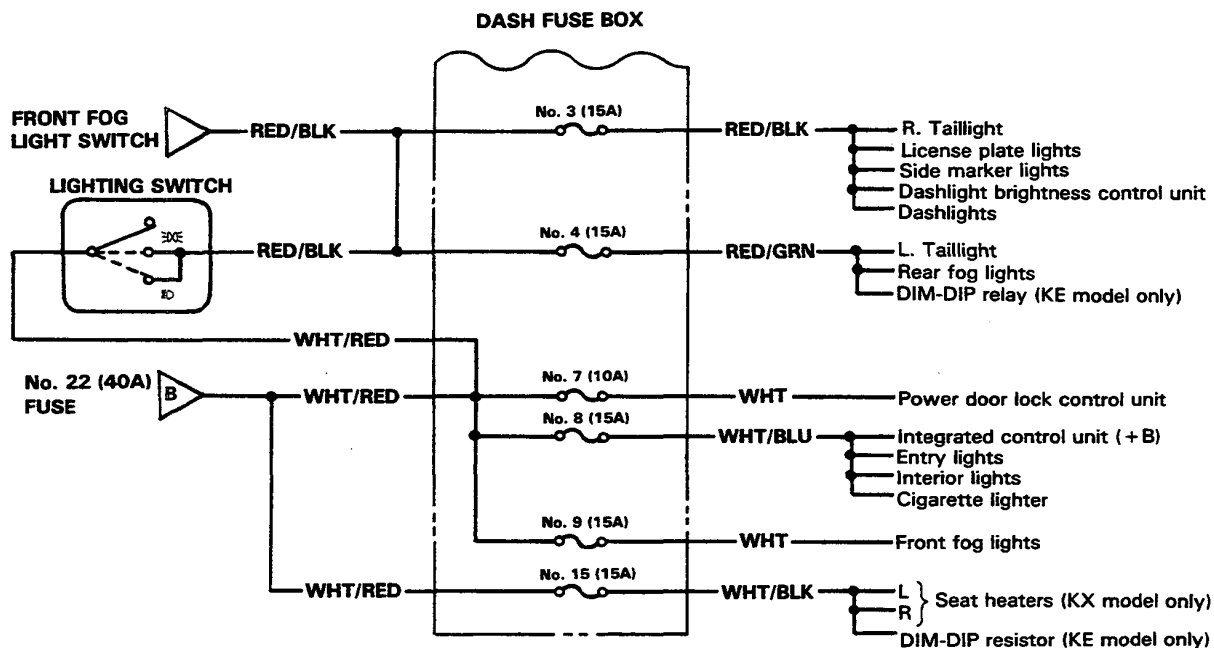 DASH FUSE BOX
FRONT FOG
LIGHT SWITCH
RED/BLK
No. 3 (15A)
RED/BLK
R. Taillight
License plate lights
Side marker lights
Dashlight brightness control unit
Dashlights
LIGHTING SWITCH
RED/BLK
No. 4 (15A)
RED/GRN
L. Taillight
Rear fog lights
DIM-DIP relay (KE model only)
WHT/RED
No. 22 (40A)
FUSE
B
WHT/RED
No. 7 (10A)
WHT
Power door lock control unit
No. 8 (15A)
WHT/BLU
Integrated control unit (+B)
Entry lights
Interior lights
Cigarette lighter
No. 9 (15A)
WHT
Front fog lights
WHT/RED
No. 15 (15A)
WHT/BLK
L
R
Seat heaters (KX model only)
DIM-DIP resistor (KE model only)